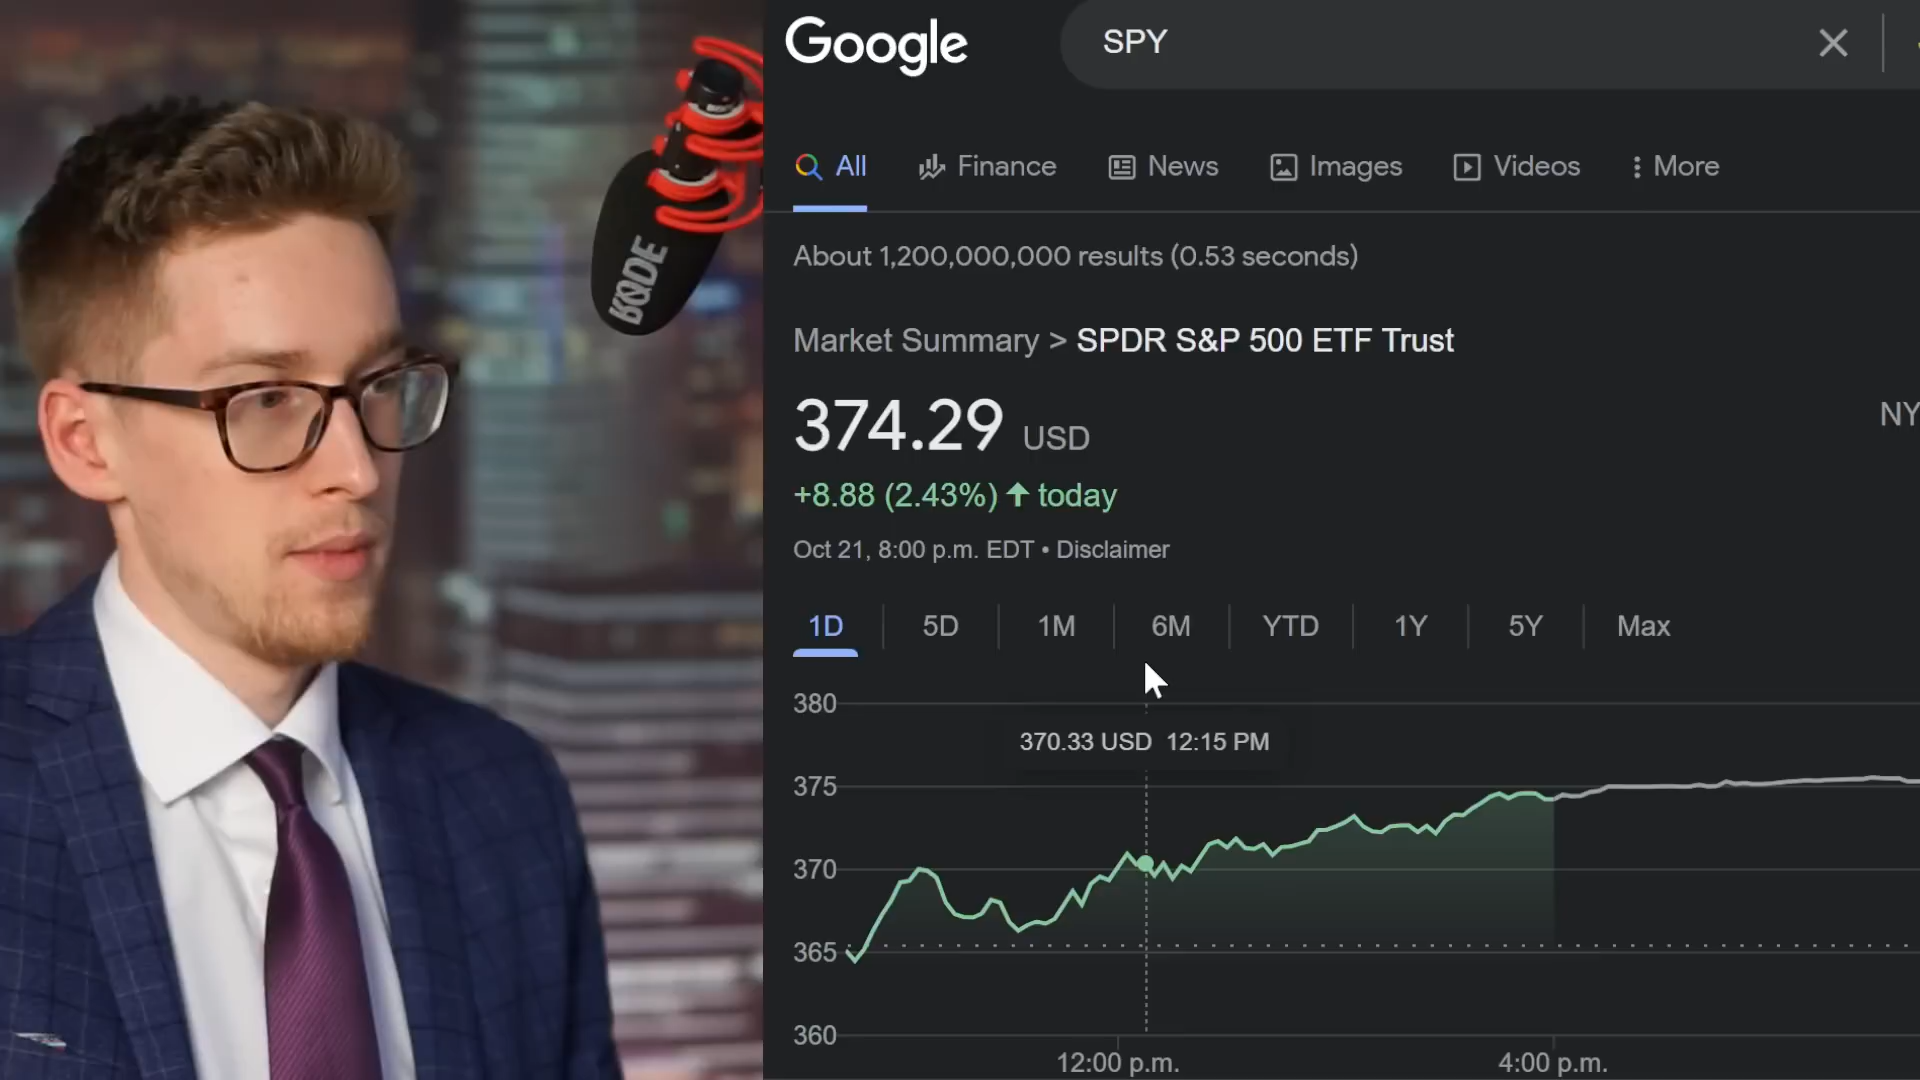 Google
SPY
All
Finance
News
Images
Videos
More
About 1,200,000,000 results (0.53 seconds)
Market Summary > SPDR S&P 500 ETF Trust
374.29 USD
NY
+8.88 (2.43%) today
Oct 21, 8:00 p.m. EDT • Disclaimer
1D
5D
1M
6M
YTD
1Y
5Y
Max
380
370.33 USD 12:15 PM
375
370
365
360
12:00 p.m.
4:00 p.m.
RØDE